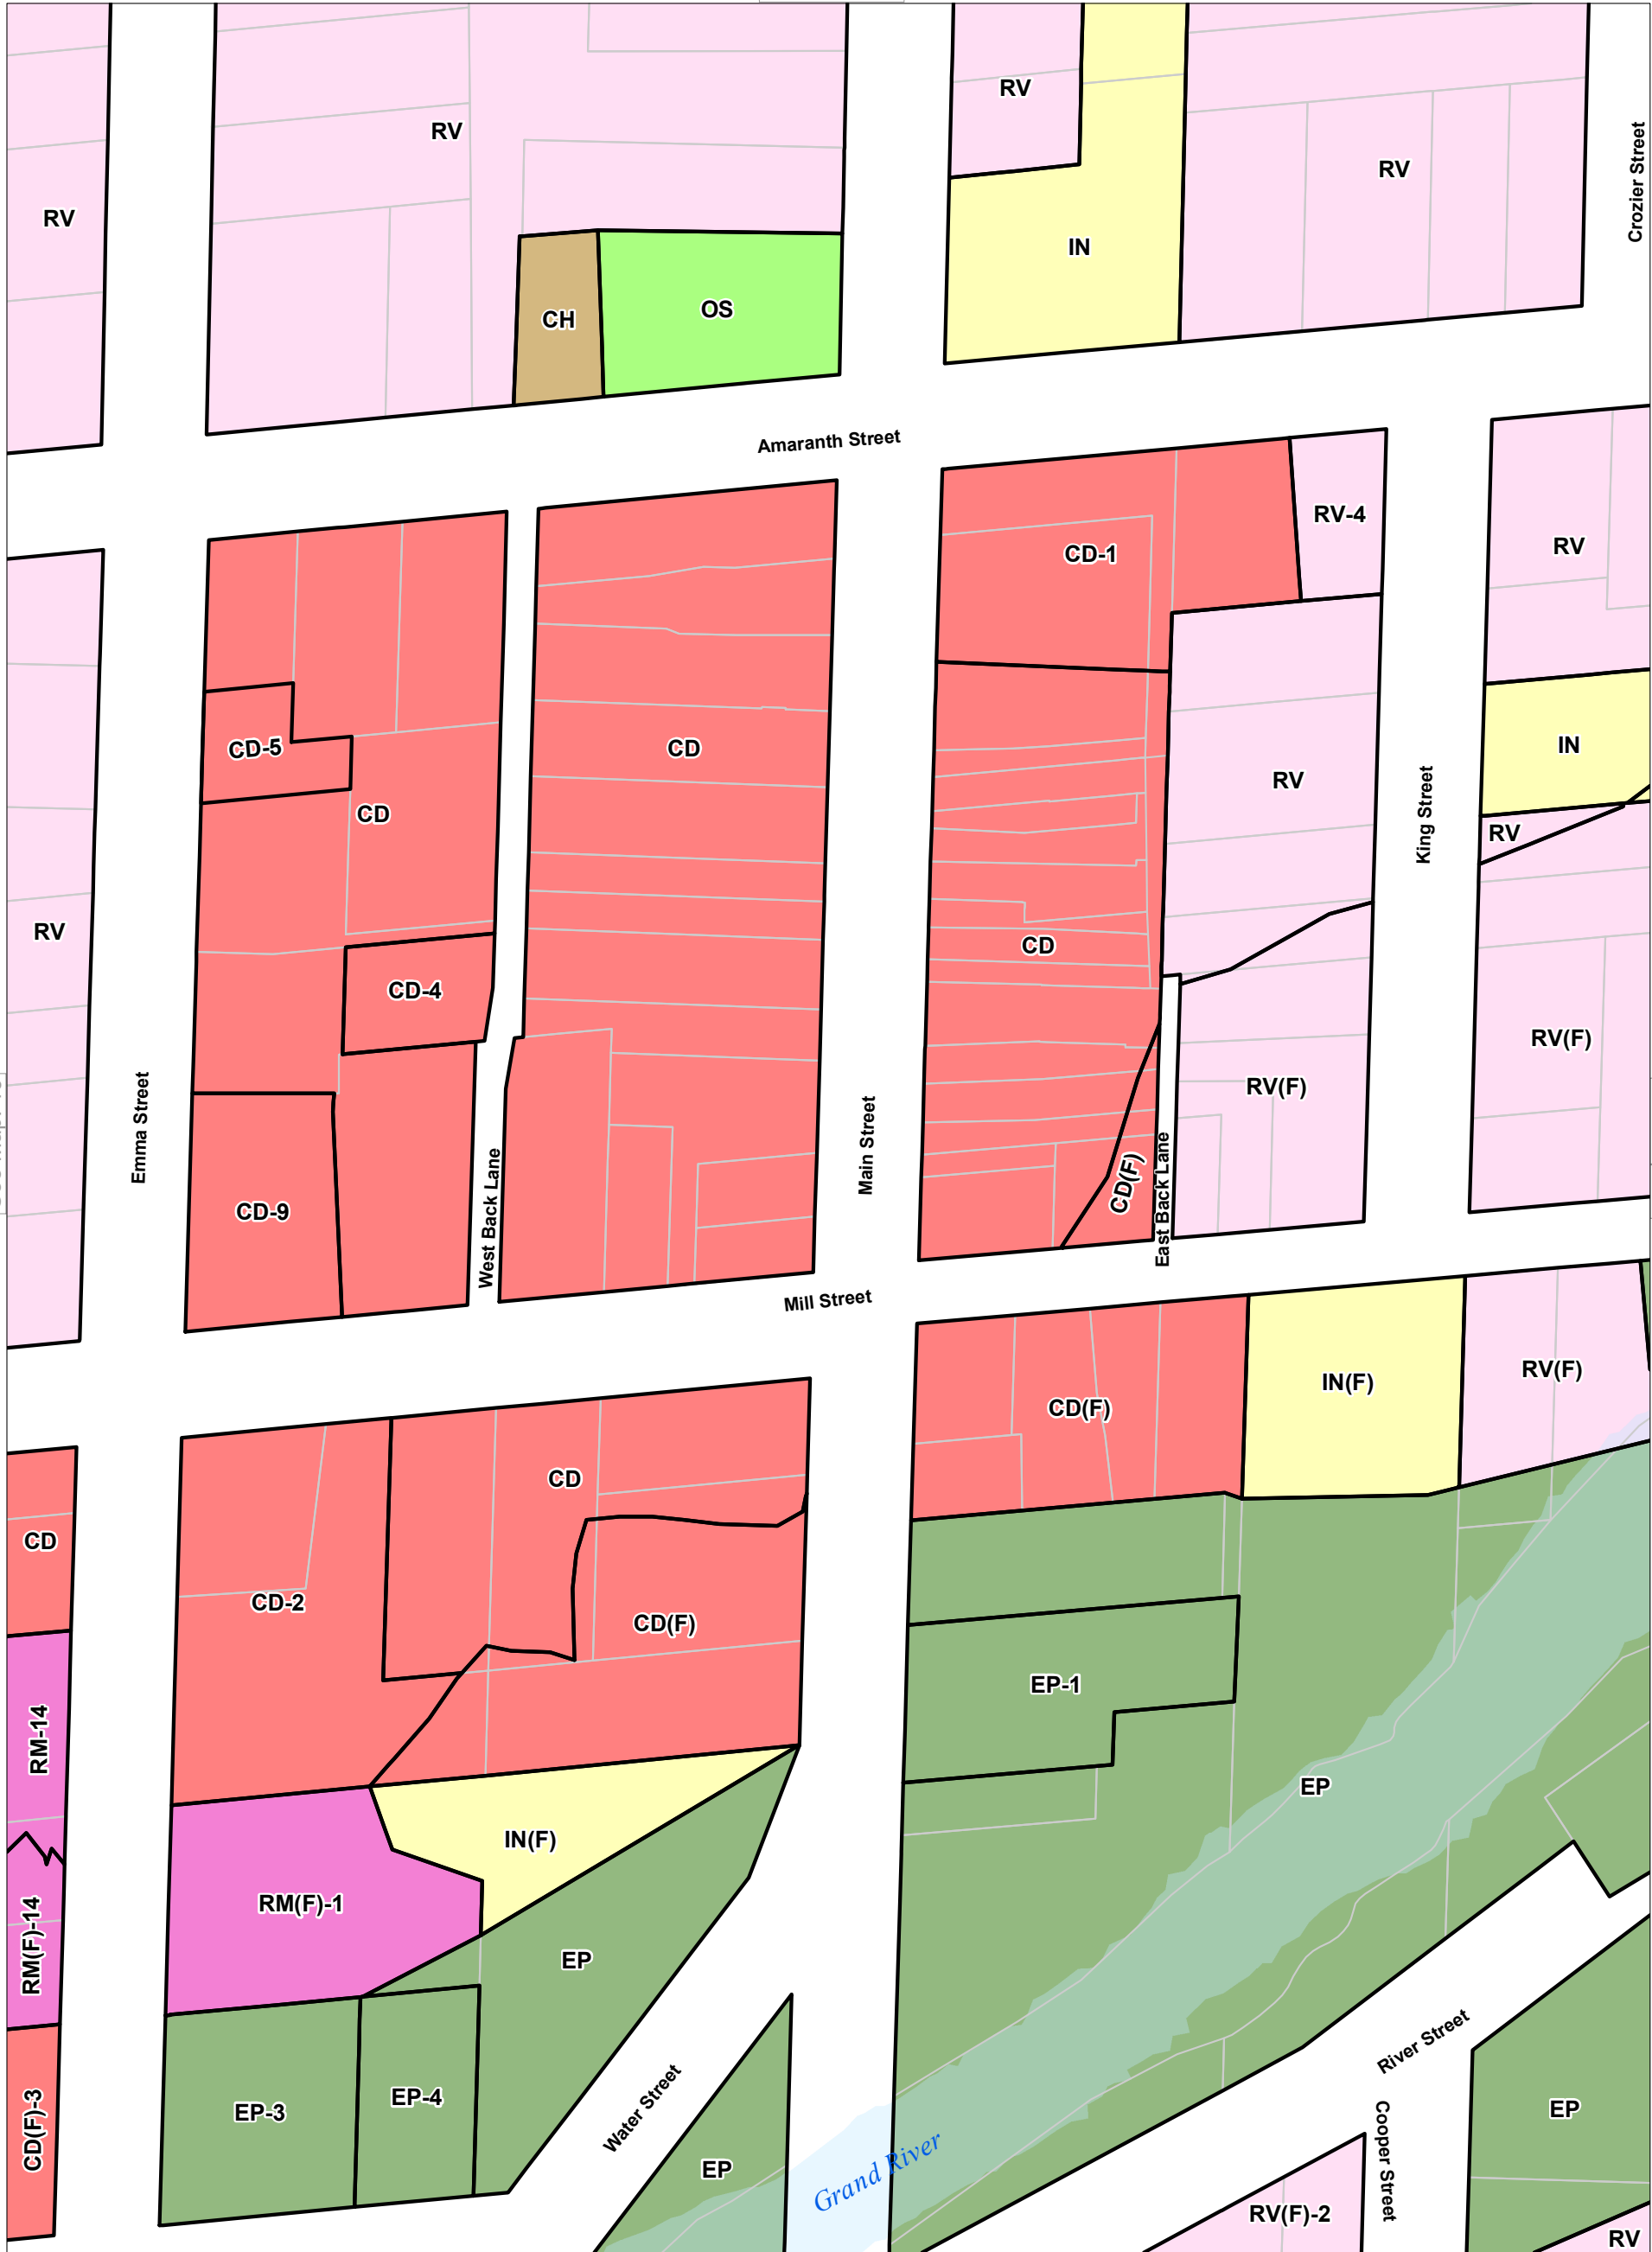 RV
RV
Crozier Street
RV
RV
IN
OS
CH
Amaranth Street
RV-4
RV
CD-1
IN
CD
CD-5
RV
CD
King Street
RV
RV
CD
CD-4
RV(F)
RV(F)
Emma Street
Main Street
CD(F)
East Back Lane
CD-9
West Back Lane
Mill Street
RV(F)
IN(F)
CD(F)
CD
CD
CD-2
CD(F)
EP-1
RM-14
EP
IN(F)
RM(F)-1
RM(F)-14
EP
River Street
EP-4
EP
EP-3
Water Street
CD(F)-3
Cooper Street
EP
Grand River
RV(F)-2
RV